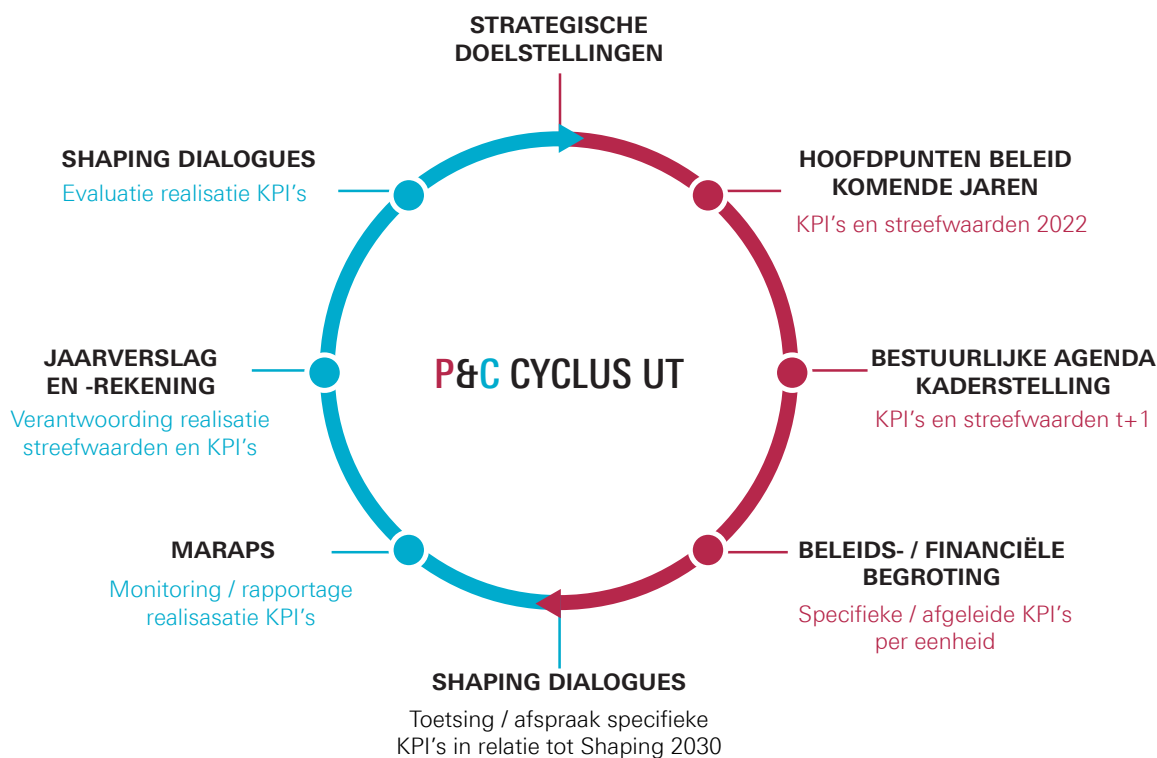 STRATEGISCHE
DOELSTELLINGEN
HOOFDPUNTEN BELEID
KOMENDE JAREN
KPI's en streefwaarden 2022
BESTUURLIJKE AGENDA
KADERSTELLING
KPI's en streefwaarden t+1
BELEIDS- / FINANCIËLE
BEGROTING
Specifieke / afgeleide KPI's
per eenheid
SHAPING DIALOGUES
Toetsing / afspraak specifieke
KPI's in relatie tot Shaping 2030
MARAPS
Monitoring / rapportage
realisasatie KPI's
JAARVERSLAG
EN -REKENING
Verantwoording realisatie
streefwaarden en KPI's
SHAPING DIALOGUES
Evaluatie realisatie KPI's
P&C CYCLUS UT